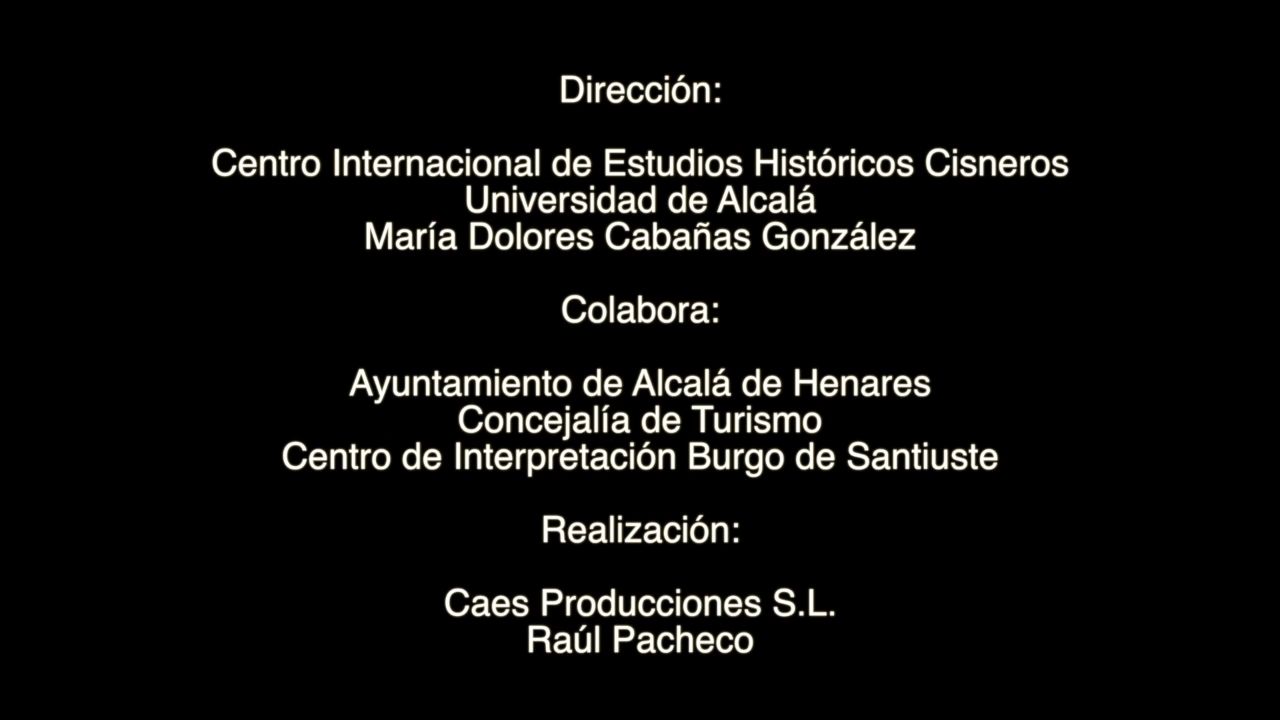 Dirección:
Centro Internacional de Estudios Históricos Cisneros
Universidad de Alcalá
María Dolores Cabañas González
Colabora:
Ayuntamiento de Alcalá de Henares
Concejalía de Turismo
Centro de Interpretación Burgo de Santiuste
Realización:
Caes Producciones S.L.
Raúl Pacheco